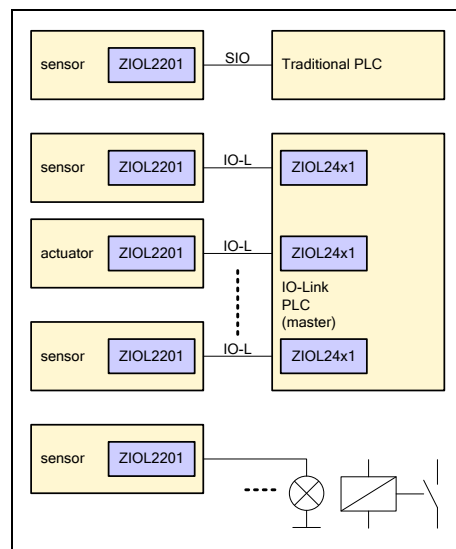 SIO
sensor ZIOL2201 Traditional PLC
IO-L
sensor ZIOL2201 ZIOL24x1
IO-L
actuator ZIOL2201 ZIOL24x1
IO-Link
PLC
(master)
IO-L
sensor ZIOL2201 ZIOL24x1
sensor ZIOL2201